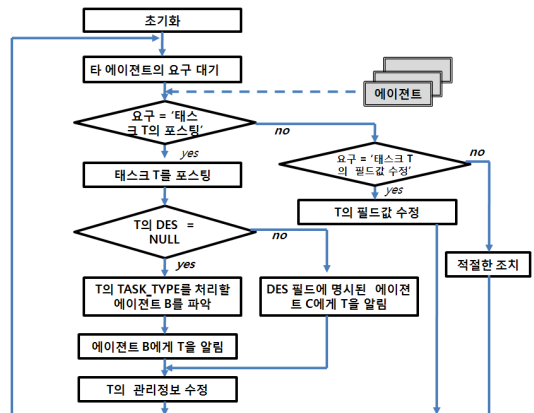 초기화
타 에이젼트의 요구 대기
에이젼트
요구 = ‘태스
크 T의 포스팅’
no
yes
요구 = ‘태스크 T
의 필드값 수정’
no
yes
태스크 T를 포스팅
T의 필드값 수정
T의 DES =
NULL
no
yes
적절한 조치
T의 TASK_TYPE를 처리할
에이젼트 B를 파악
DES 필드에 명시된 에이젼
트 C에게 T을 알림
에이젼트 B에게 T을 알림
T의 관리정보 수정